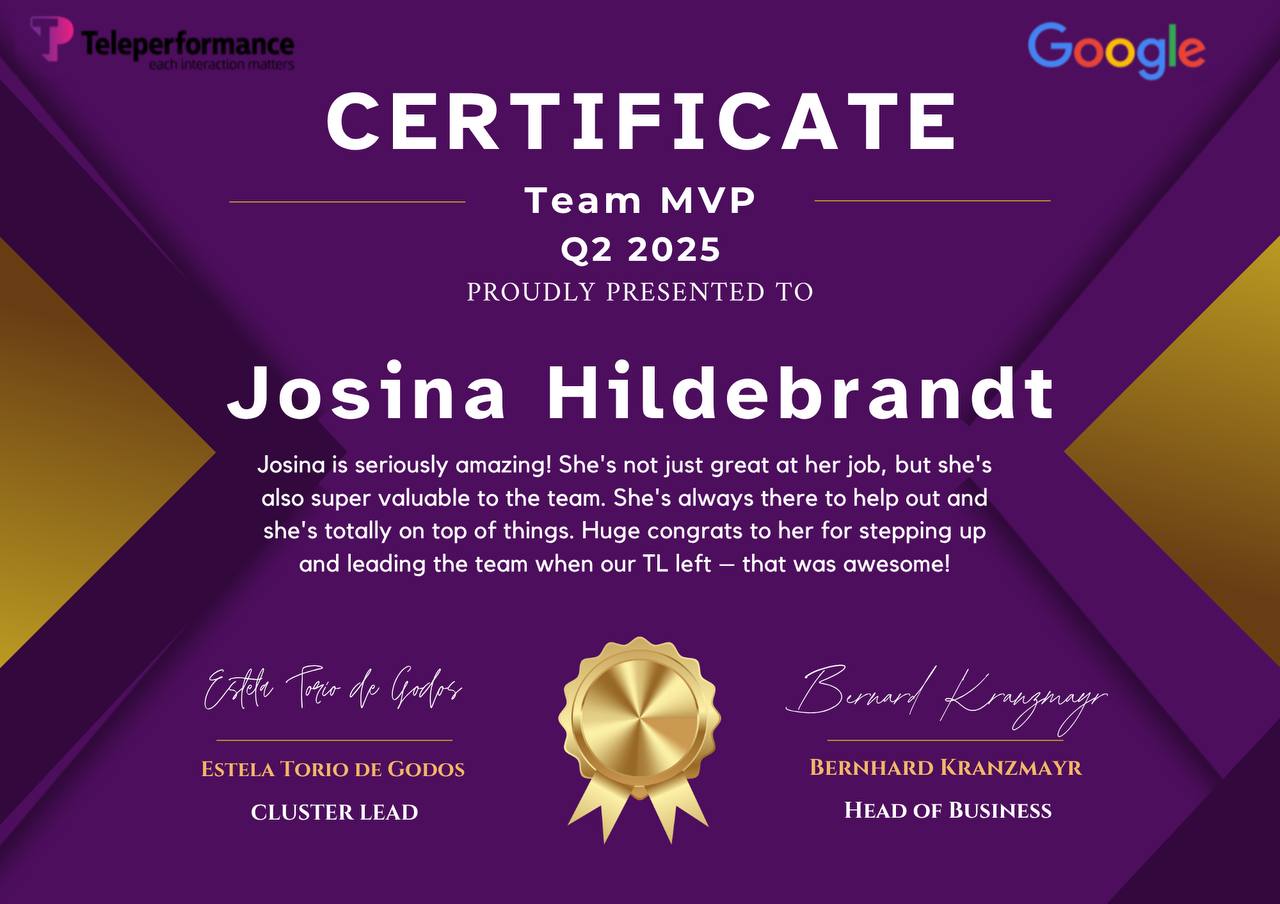 Teleperformance
each interaction matters
Google
CERTIFICATE
Team MVP
Q2 2025
PROUDLY PRESENTED TO
Josina Hildebrandt
Josina is seriously amazing! She's not just great at her job, but she's
also super valuable to the team. She's always there to help out and
she's totally on top of things. Huge congrats to her for stepping up
and leading the team when our TL left – that was awesome!
Estela Torio de Godos
Bernard Kranzmayr
ESTELA TORIO DE GODOS
BERNHARD KRANZMAYR
CLUSTER LEAD
HEAD OF BUSINESS